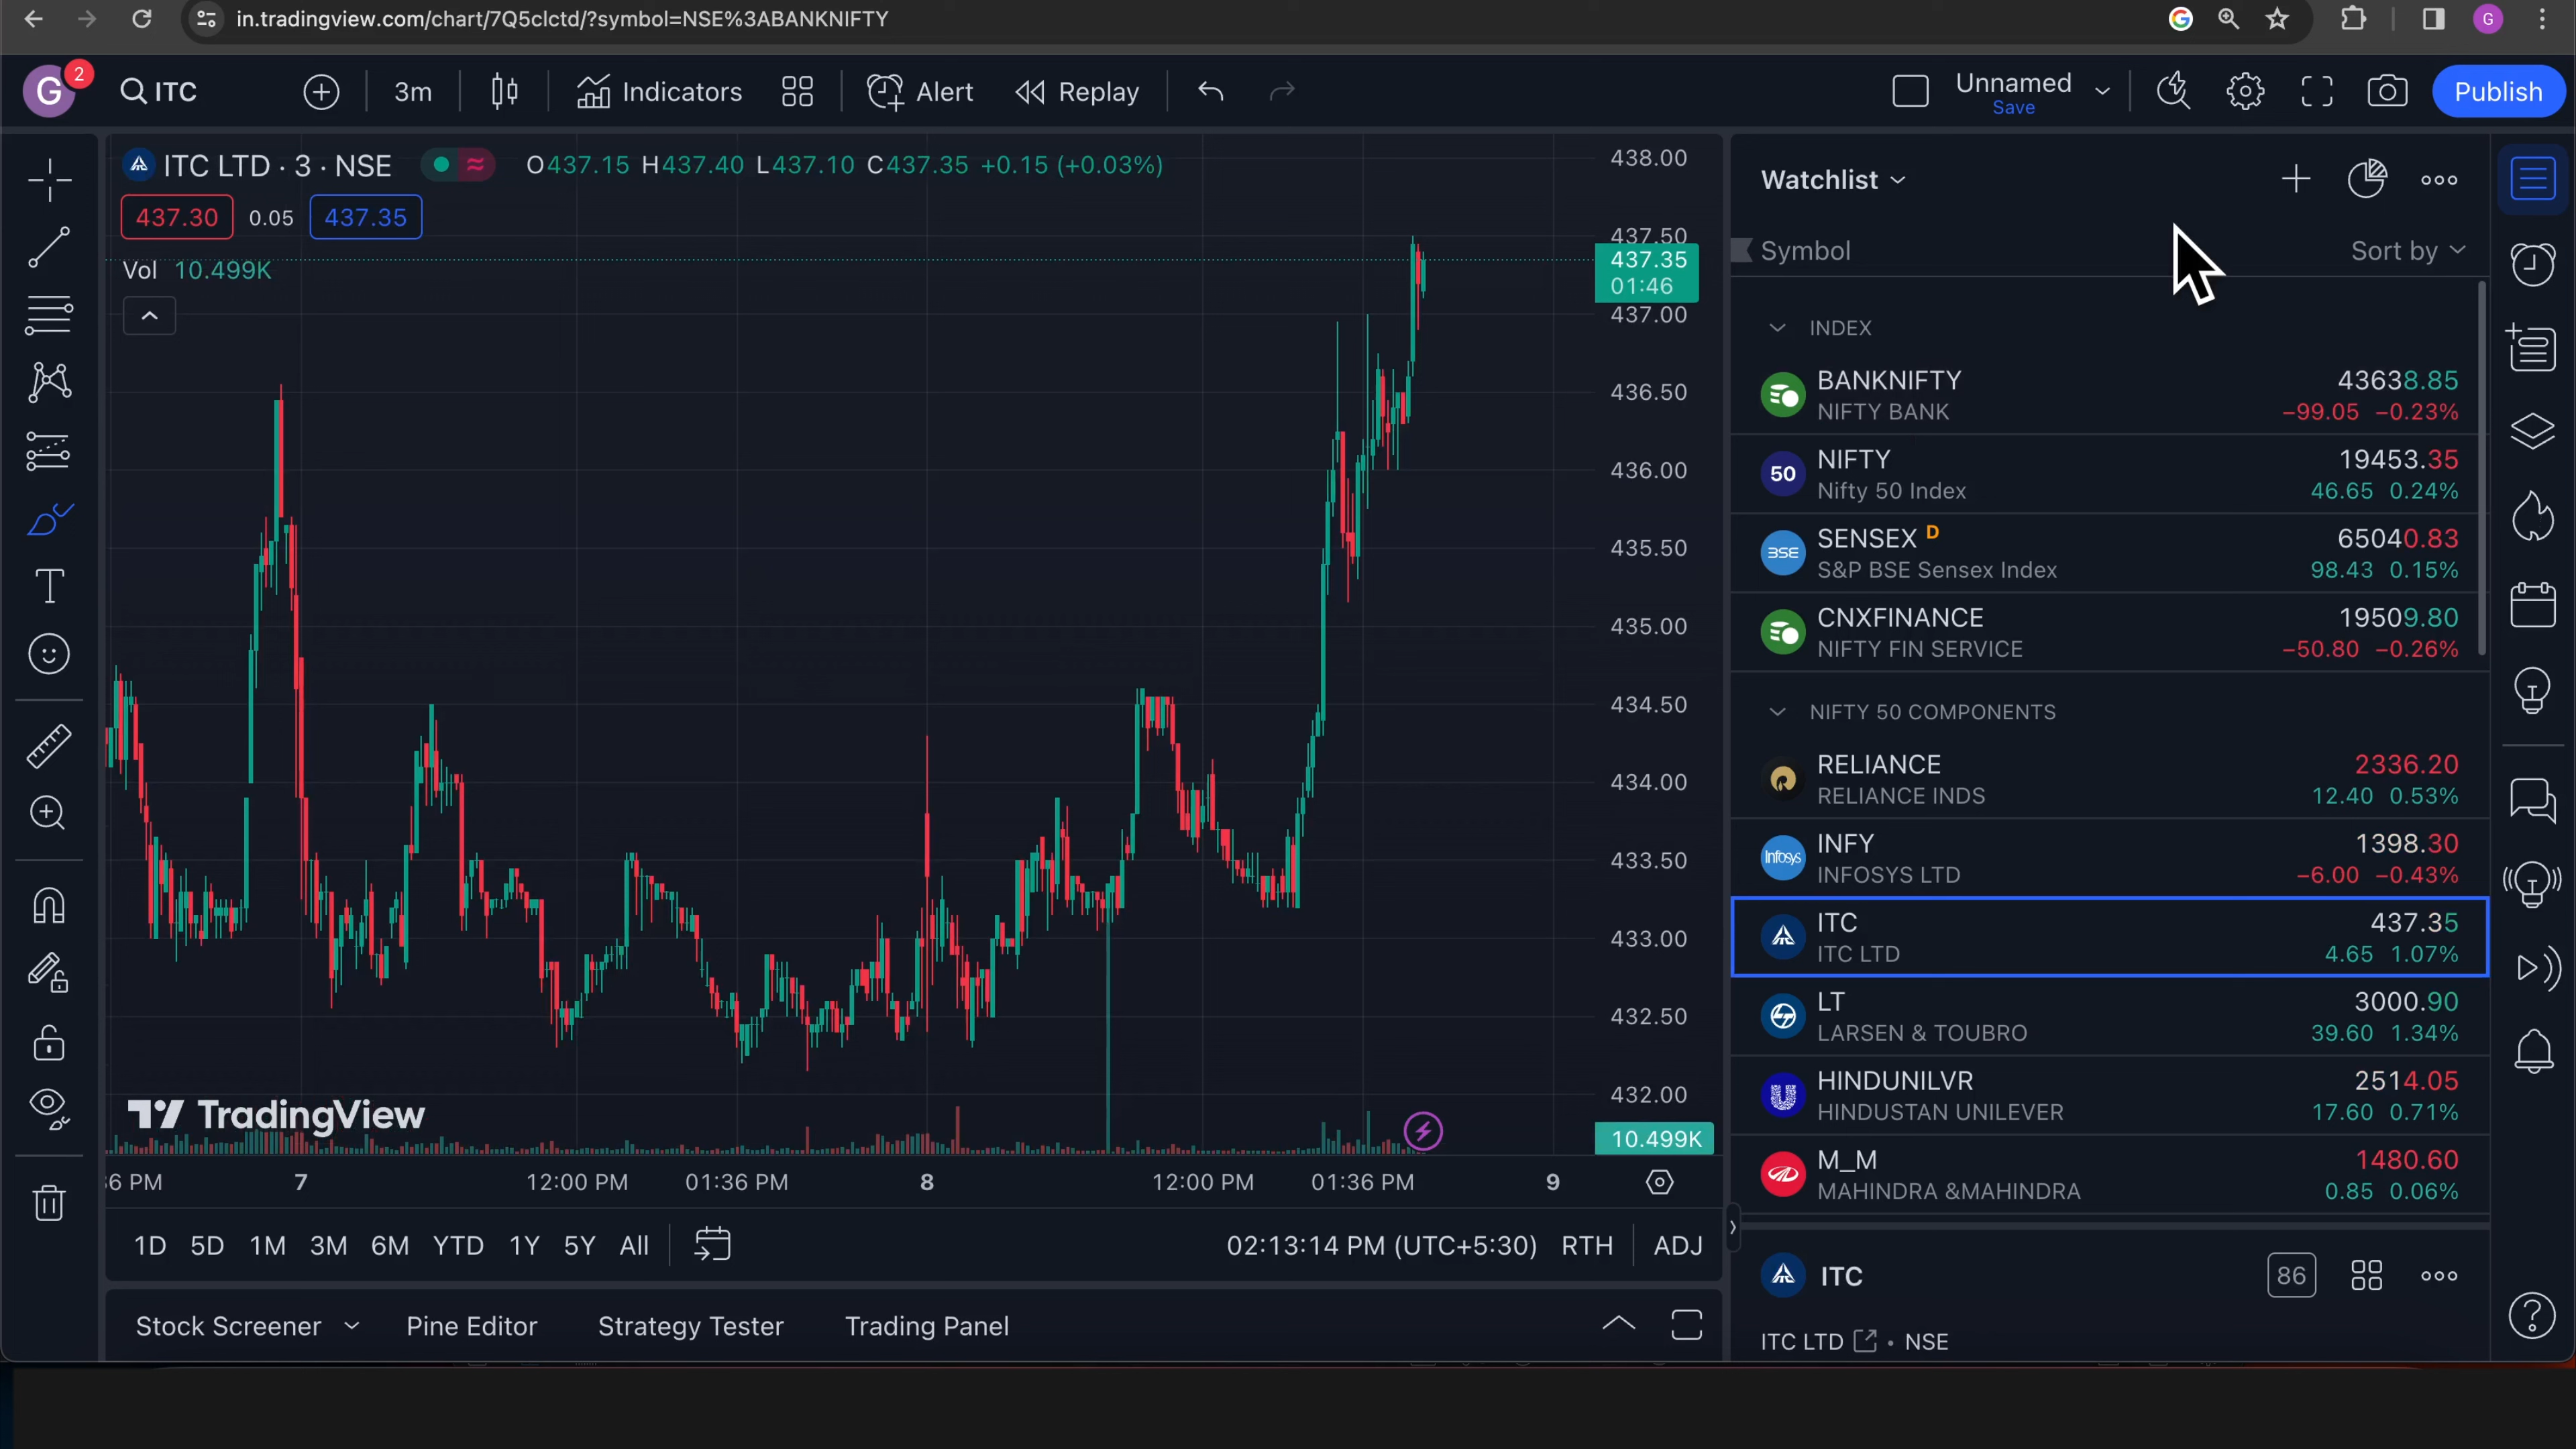 in.tradingview.com/chart/7Q5clctd/?symbol=NSE%3ABANKNIFTY
G
G 2 ITC 3m Indicators Alert Replay Unnamed Save Publish
ITC LTD · 3 · NSE O437.15 H437.40 L437.10 C437.35 +0.15 (+0.03%)
437.30 0.05 437.35
Vol 10.499K
438.00
437.50
437.35
01:46
437.00
436.50
436.00
435.50
435.00
434.50
434.00
433.50
433.00
432.50
432.00
10.499K
TradingView
36 PM 7 12:00 PM 01:36 PM 8 12:00 PM 01:36 PM 9
1D 5D 1M 3M 6M YTD 1Y 5Y All 02:13:14 PM (UTC+5:30) RTH ADJ
Stock Screener Pine Editor Strategy Tester Trading Panel
Watchlist
Symbol Sort by
INDEX
BANKNIFTY 43638.85
NIFTY BANK −99.05 −0.23%
50 NIFTY 19453.35
Nifty 50 Index 46.65 0.24%
BSE SENSEX D 65040.83
S&P BSE Sensex Index 98.43 0.15%
CNXFINANCE 19509.80
NIFTY FIN SERVICE −50.80 −0.26%
NIFTY 50 COMPONENTS
RELIANCE 2336.20
RELIANCE INDS 12.40 0.53%
Infosys INFY 1398.30
INFOSYS LTD −6.00 −0.43%
ITC 437.35
ITC LTD 4.65 1.07%
LT 3000.90
LARSEN & TOUBRO 39.60 1.34%
HINDUNILVR 2514.05
HINDUSTAN UNILEVER 17.60 0.71%
M_M 1480.60
MAHINDRA &MAHINDRA 0.85 0.06%
ITC 86
ITC LTD • NSE